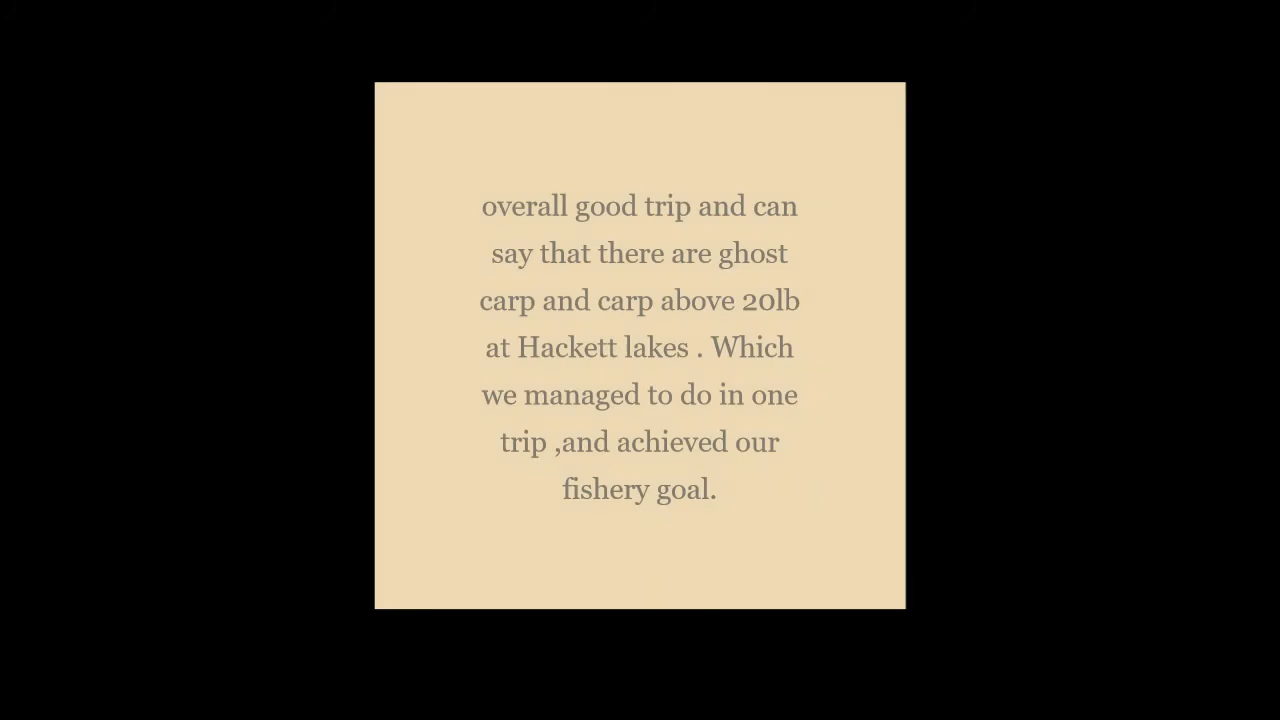 overall good trip and can
say that there are ghost
carp and carp above 20lb
at Hackett lakes . Which
we managed to do in one
trip ,and achieved our
fishery goal.